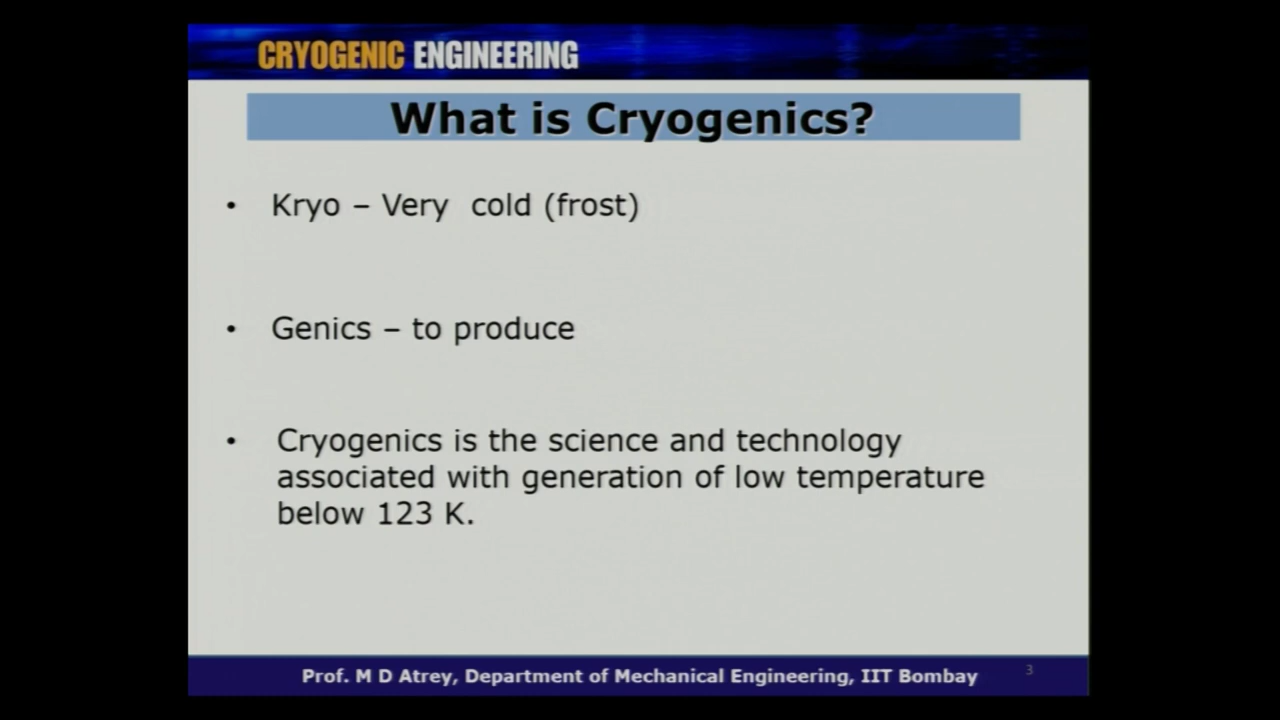 CRYOGENIC ENGINEERING
What is Cryogenics?
• Kryo – Very cold (frost)
• Genics – to produce
• Cryogenics is the science and technology
associated with generation of low temperature
below 123 K.
Prof. M D Atrey, Department of Mechanical Engineering, IIT Bombay
3